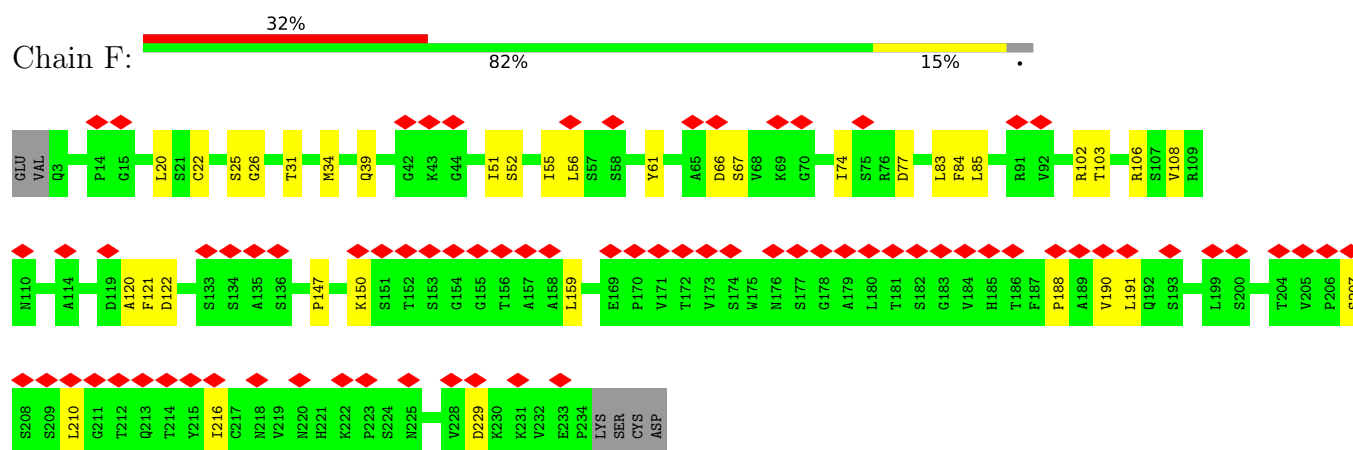 32%
Chain F:
82% 15% •
GLU VAL Q3 P14 G15 L20 S21 C22 S25 G26 T31 M34 Q39 G42 K43 G44 I51 S52 I55 L56 S57 S58 Y61 A65 D66 S67 V68 K69 G70 I74 S75 R76 D77 L83 F84 L85 R91 V92 R102 T103 R106 S107 V108 R109
N110 A114 D119 A120 F121 D122 S133 S134 A135 S136 P147 K150 S151 T152 S153 G154 G155 T156 A157 A158 L159 E169 P170 V171 T172 V173 S174 W175 N176 S177 G178 A179 L180 T181 S182 G183 V184 H185 T186 F187 P188 A189 V190 L191 Q192 S193 L199 S200 T204 V205 P206
S208 S209 L210 G211 T212 Q213 T214 Y215 I216 C217 N218 V219 N220 H221 K222 P223 S224 N225 V228 D229 K230 K231 V232 E233 P234 LYS SER CYS ASP